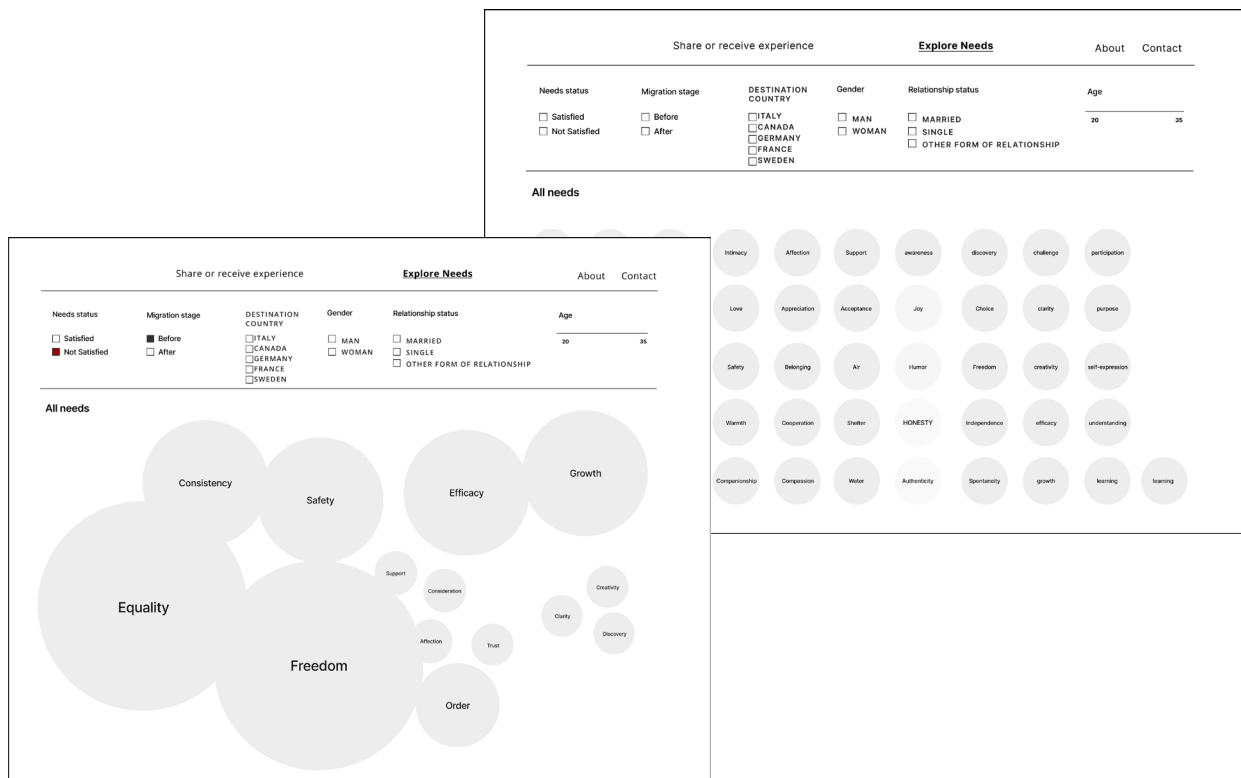 Share or receive experience Explore Needs About Contact
Needs status Migration stage DESTINATION COUNTRY Gender Relationship status Age
Satisfied
Not Satisfied
Before
After
ITALY
CANADA
GERMANY
FRANCE
SWEDEN
MAN
WOMAN
MARRIED
SINGLE
OTHER FORM OF RELATIONSHIP
20 35
All needs
Intimacy Affection Support awareness discovery challenge participation
Love Appreciation Acceptance Joy Choice clarity purpose
Safety Belonging Air Humor Freedom creativity self-expression
Warmth Cooperation Shelter HONESTY Independence efficacy understanding
Companionship Compassion Water Authenticity Spontaneity growth learning learning
Share or receive experience Explore Needs About Contact
Needs status Migration stage DESTINATION COUNTRY Gender Relationship status Age
Satisfied
Not Satisfied
Before
After
ITALY
CANADA
GERMANY
FRANCE
SWEDEN
MAN
WOMAN
MARRIED
SINGLE
OTHER FORM OF RELATIONSHIP
20 35
All needs
Consistency
Safety
Efficacy
Growth
Equality
Freedom
Support
Consideration
Affection
Trust
Order
Creativity
Clarity
Discovery